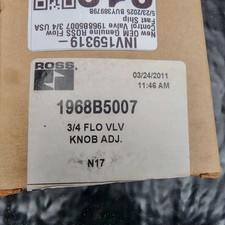 INV159319-
New OEM Genuine ROSS Flow
Control Valve 1968B5007 3/4 USA
Fast Ship
5/23/2025 BUY389798
ROSS
03/24/2011
11:46 AM
1968B5007
3/4 FLO VLV
KNOB ADJ.
N17